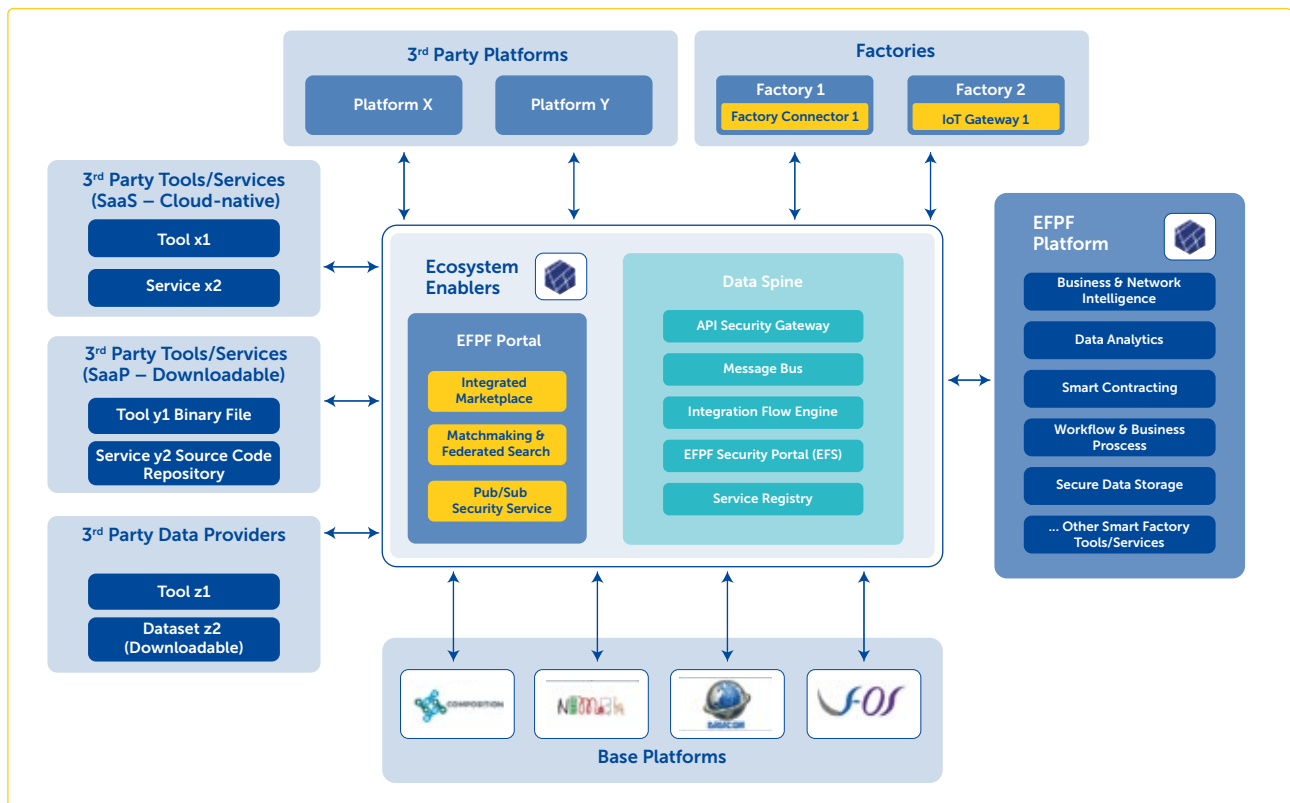 3rd Party Platforms
Platform X
Platform Y
Factories
Factory 1
Factory Connector 1
Factory 2
IoT Gateway 1
3rd Party Tools/Services
(SaaS – Cloud-native)
Tool x1
Service x2
3rd Party Tools/Services
(SaaP – Downloadable)
Tool y1 Binary File
Service y2 Source Code
Repository
3rd Party Data Providers
Tool z1
Dataset z2
(Downloadable)
Ecosystem
Enablers
EFPF Portal
Integrated
Marketplace
Matchmaking &
Federated Search
Pub/Sub
Security Service
Data Spine
API Security Gateway
Message Bus
Integration Flow Engine
EFPF Security Portal (EFS)
Service Registry
EFPF
Platform
Business & Network
Intelligence
Data Analytics
Smart Contracting
Workflow & Business
Proscess
Secure Data Storage
... Other Smart Factory
Tools/Services
COMPOSITION
vf-OS
Base Platforms